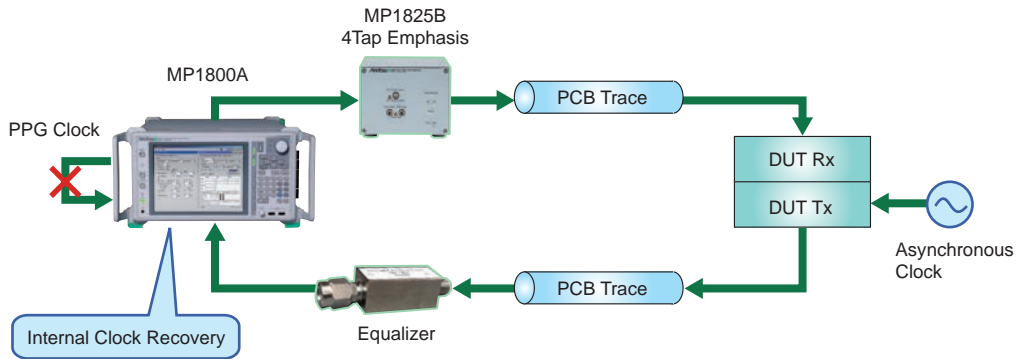 MP1825B
4Tap Emphasis
MP1800A
PPG Clock
PCB Trace
DUT Rx
DUT Tx
Asynchronous
Clock
PCB Trace
Equalizer
Internal Clock Recovery